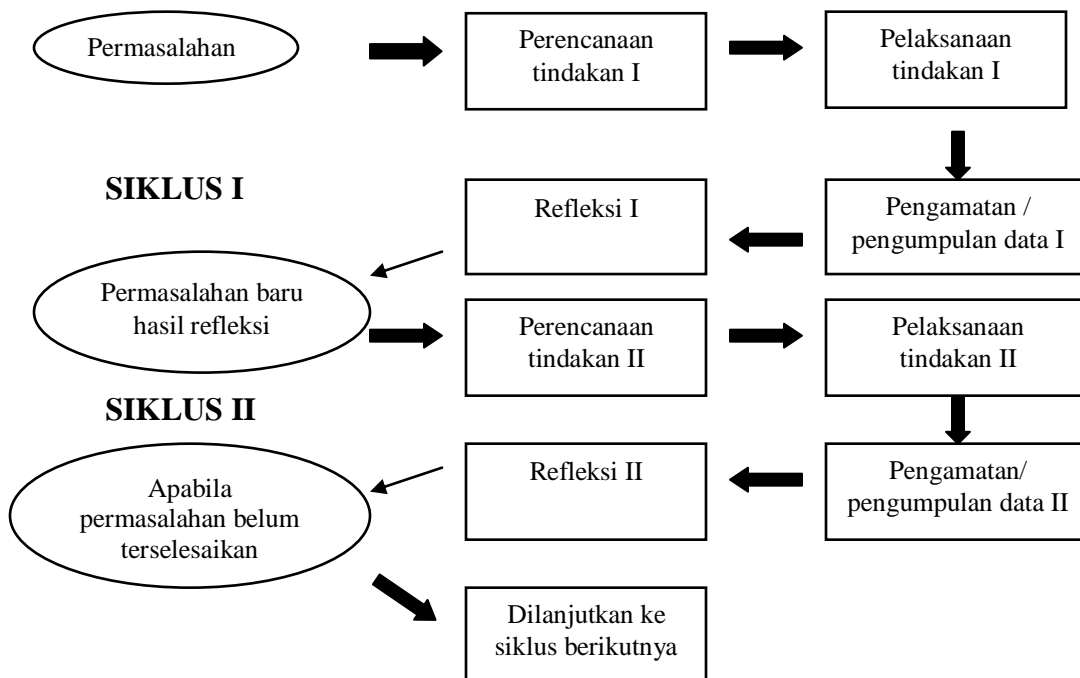 Permasalahan
Perencanaan
tindakan I
Pelaksanaan
tindakan I
SIKLUS I
Refleksi I
Pengamatan /
pengumpulan data I
Permasalahan baru
hasil refleksi
Perencanaan
tindakan II
Pelaksanaan
tindakan II
SIKLUS II
Apabila
permasalahan belum
terselesaikan
Refleksi II
Pengamatan/
pengumpulan data II
Dilanjutkan ke
siklus berikutnya